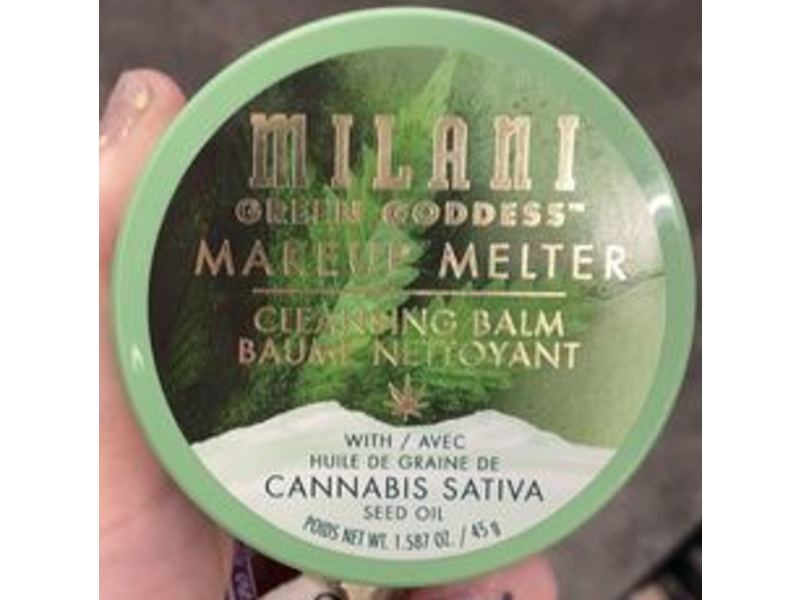 MILANI
GREEN GODDESS™
MAKEUP MELTER
CLEANSING BALM
BAUME NETTOYANT
WITH / AVEC
HUILE DE GRAINE DE
CANNABIS SATIVA
SEED OIL
POIDS NET WT. 1.587 OZ. / 45 g